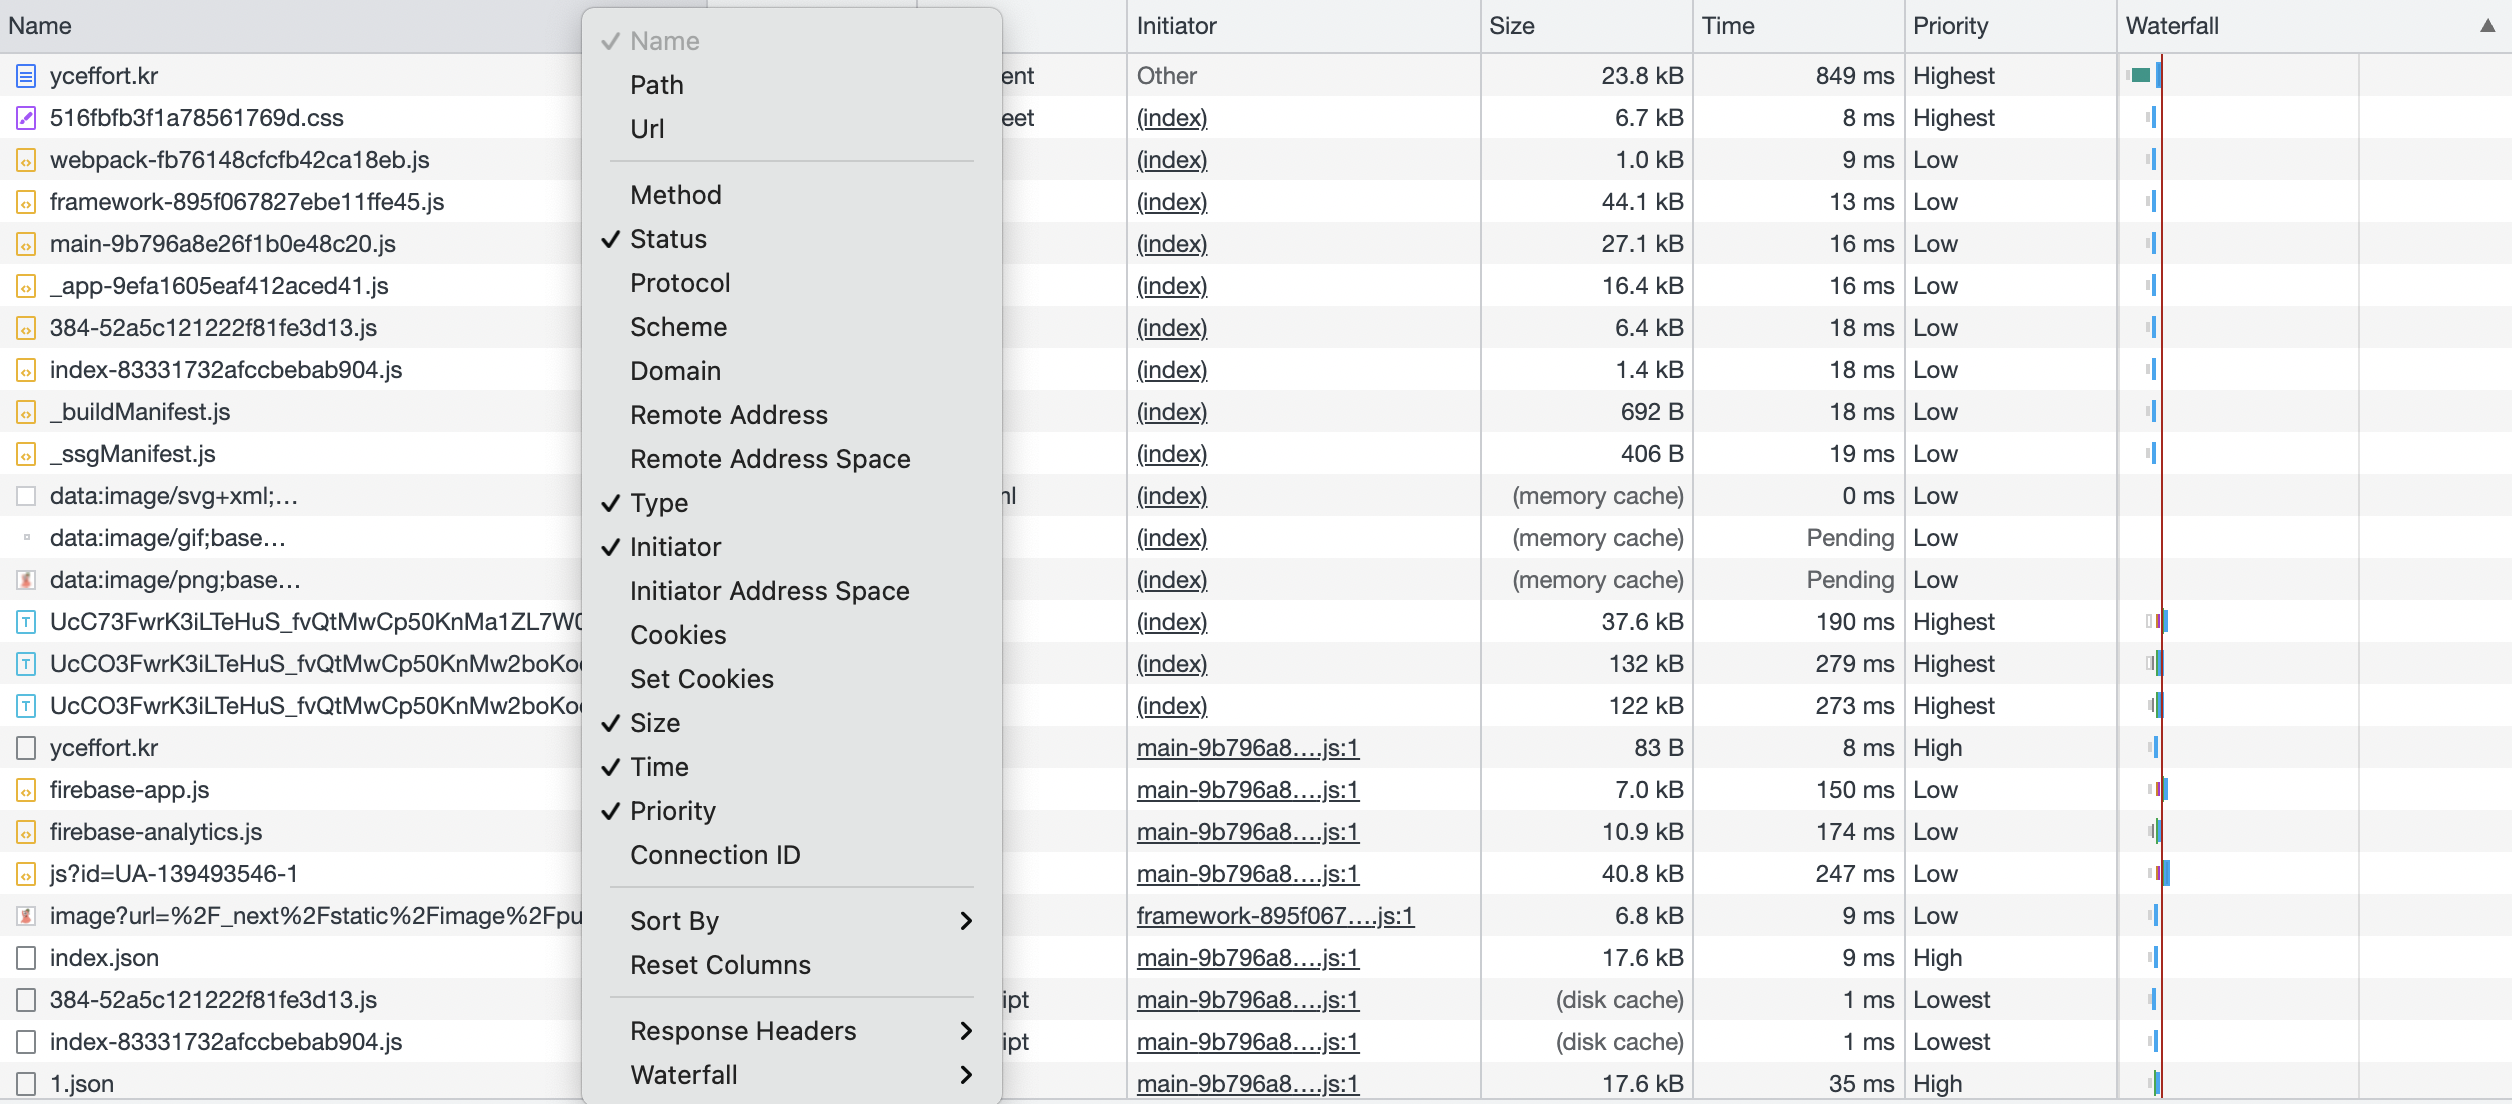 Name Initiator Size Time Priority Waterfall
yceffort.kr Other 23.8 kB 849 ms Highest
516fbfb3f1a78561769d.css (index) 6.7 kB 8 ms Highest
webpack-fb76148cfcfb42ca18eb.js (index) 1.0 kB 9 ms Low
framework-895f067827ebe11ffe45.js (index) 44.1 kB 13 ms Low
main-9b796a8e26f1b0e48c20.js (index) 27.1 kB 16 ms Low
_app-9efa1605eaf412aced41.js (index) 16.4 kB 16 ms Low
384-52a5c121222f81fe3d13.js (index) 6.4 kB 18 ms Low
index-83331732afccbebab904.js (index) 1.4 kB 18 ms Low
_buildManifest.js (index) 692 B 18 ms Low
_ssgManifest.js (index) 406 B 19 ms Low
data:image/svg+xml;… (index) (memory cache) 0 ms Low
data:image/gif;base… (index) (memory cache) Pending Low
data:image/png;base… (index) (memory cache) Pending Low
UcC73FwrK3iLTeHuS_fvQtMwCp50KnMa1ZL7W0 (index) 37.6 kB 190 ms Highest
UcCO3FwrK3iLTeHuS_fvQtMwCp50KnMw2boKo (index) 132 kB 279 ms Highest
UcCO3FwrK3iLTeHuS_fvQtMwCp50KnMw2boKo (index) 122 kB 273 ms Highest
yceffort.kr main-9b796a8….js:1 83 B 8 ms High
firebase-app.js main-9b796a8….js:1 7.0 kB 150 ms Low
firebase-analytics.js main-9b796a8….js:1 10.9 kB 174 ms Low
js?id=UA-139493546-1 main-9b796a8….js:1 40.8 kB 247 ms Low
image?url=%2F_next%2Fstatic%2Fimage%2Fpu framework-895f067….js:1 6.8 kB 9 ms Low
index.json main-9b796a8….js:1 17.6 kB 9 ms High
384-52a5c121222f81fe3d13.js ipt main-9b796a8….js:1 (disk cache) 1 ms Lowest
index-83331732afccbebab904.js ipt main-9b796a8….js:1 (disk cache) 1 ms Lowest
1.json main-9b796a8….js:1 17.6 kB 35 ms High
Name
Path
Url
Method
Status
Protocol
Scheme
Domain
Remote Address
Remote Address Space
Type
Initiator
Initiator Address Space
Cookies
Set Cookies
Size
Time
Priority
Connection ID
Sort By
Reset Columns
Response Headers
Waterfall